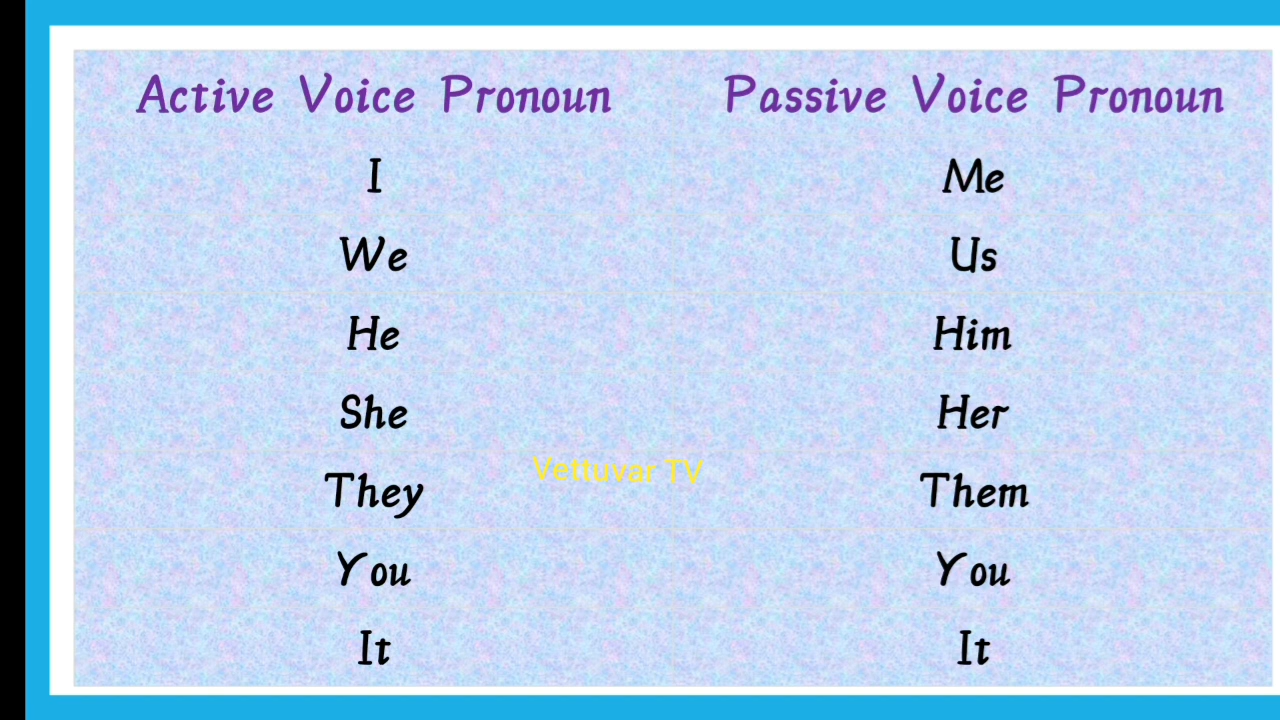 Active Voice Pronoun Passive Voice Pronoun
I Me
We Us
He Him
She Her
Vettuvar TV
They Them
You You
It It